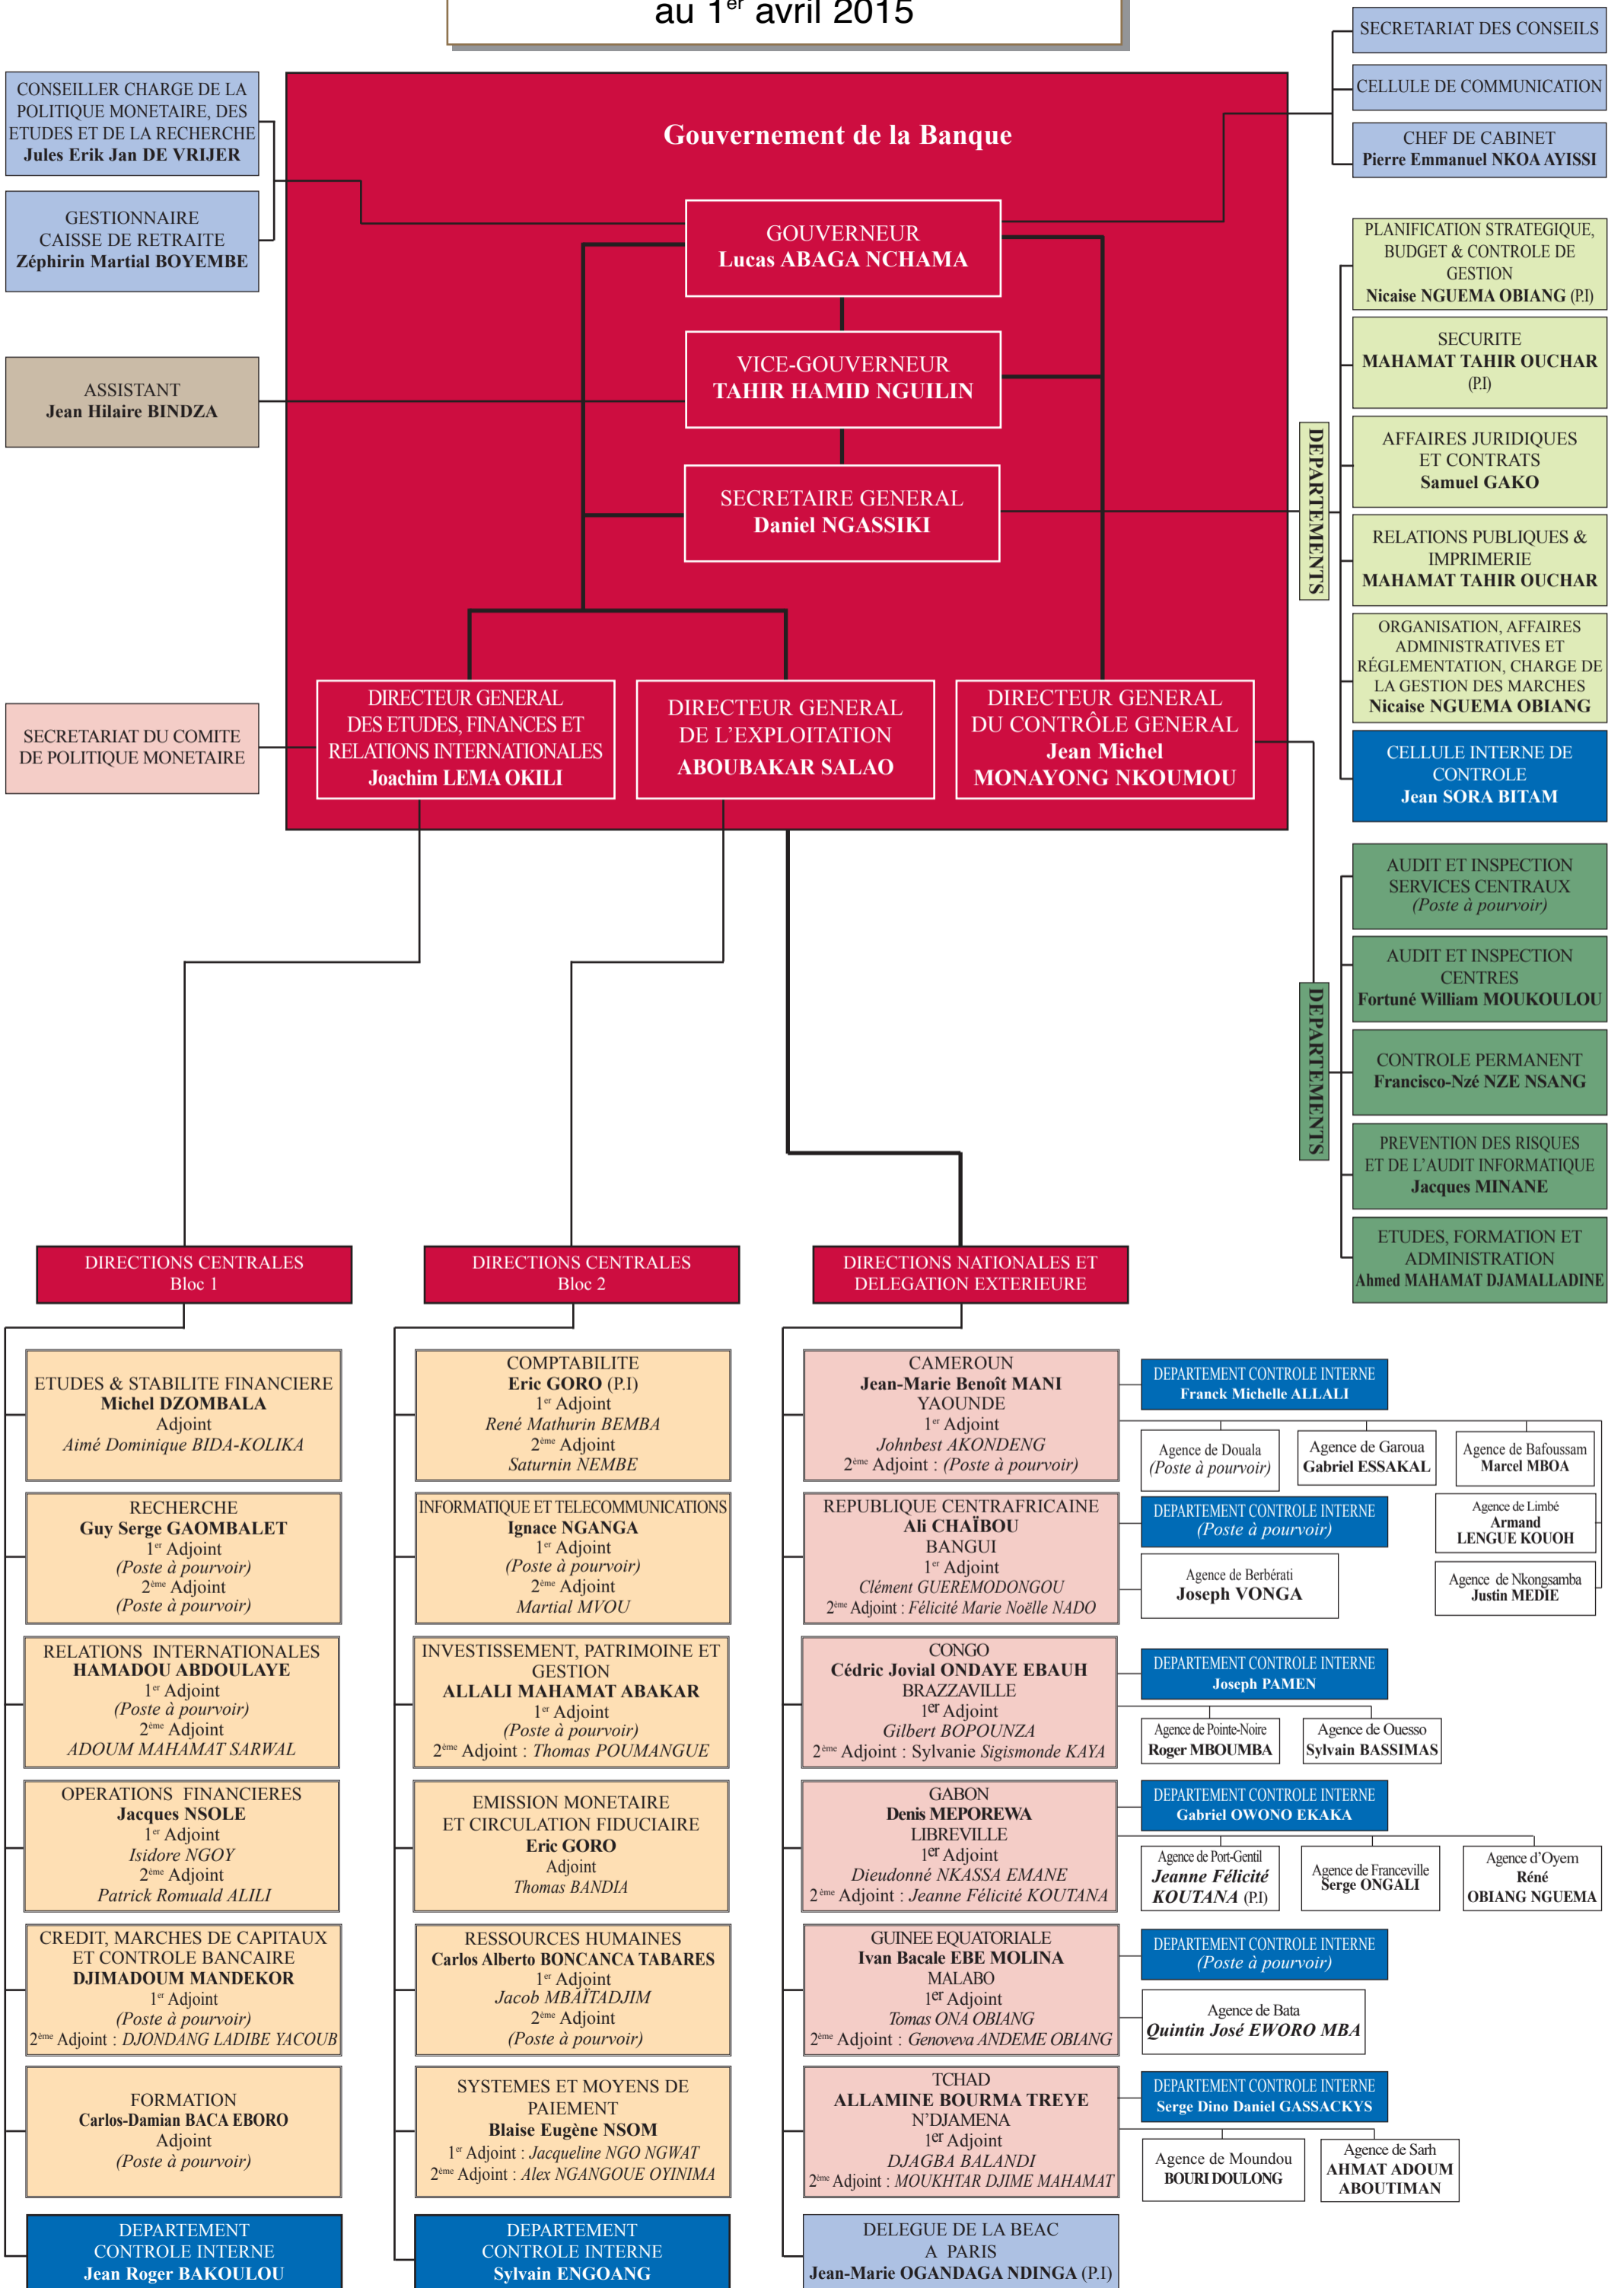 au 1er avril 2015
SECRETARIAT DES CONSEILS
CELLULE DE COMMUNICATION
CHEF DE CABINET
Pierre Emmanuel NKOA AYISSI
CONSEILLER CHARGE DE LA
POLITIQUE MONETAIRE, DES
ETUDES ET DE LA RECHERCHE
Jules Erik Jan DE VRIJER
GESTIONNAIRE
CAISSE DE RETRAITE
Zéphirin Martial BOYEMBE
ASSISTANT
Jean Hilaire BINDZA
SECRETARIAT DU COMITE
DE POLITIQUE MONETAIRE
Gouvernement de la Banque
GOUVERNEUR
Lucas ABAGA NCHAMA
VICE-GOUVERNEUR
TAHIR HAMID NGUILIN
SECRETAIRE GENERAL
Daniel NGASSIKI
DIRECTEUR GENERAL
DES ETUDES, FINANCES ET
RELATIONS INTERNATIONALES
Joachim LEMA OKILI
DIRECTEUR GENERAL
DE L'EXPLOITATION
ABOUBAKAR SALAO
DIRECTEUR GENERAL
DU CONTRÔLE GENERAL
Jean Michel
MONAYONG NKOUMOU
DEPARTEMENTS
PLANIFICATION STRATEGIQUE,
BUDGET & CONTROLE DE
GESTION
Nicaise NGUEMA OBIANG (P.I)
SECURITE
MAHAMAT TAHIR OUCHAR
(P.I)
AFFAIRES JURIDIQUES
ET CONTRATS
Samuel GAKO
RELATIONS PUBLIQUES &
IMPRIMERIE
MAHAMAT TAHIR OUCHAR
ORGANISATION, AFFAIRES
ADMINISTRATIVES ET
RÉGLEMENTATION, CHARGE DE
LA GESTION DES MARCHES
Nicaise NGUEMA OBIANG
CELLULE INTERNE DE
CONTROLE
Jean SORA BITAM
DEPARTEMENTS
AUDIT ET INSPECTION
SERVICES CENTRAUX
(Poste à pourvoir)
AUDIT ET INSPECTION
CENTRES
Fortuné William MOUKOULOU
CONTROLE PERMANENT
Francisco-Nzé NZE NSANG
PREVENTION DES RISQUES
ET DE L'AUDIT INFORMATIQUE
Jacques MINANE
ETUDES, FORMATION ET
ADMINISTRATION
Ahmed MAHAMAT DJAMALLADINE
DIRECTIONS CENTRALES
Bloc 1
ETUDES & STABILITE FINANCIERE
Michel DZOMBALA
Adjoint
Aimé Dominique BIDA-KOLIKA
RECHERCHE
Guy Serge GAOMBALET
1er Adjoint
(Poste à pourvoir)
2ème Adjoint
(Poste à pourvoir)
RELATIONS INTERNATIONALES
HAMADOU ABDOULAYE
1er Adjoint
(Poste à pourvoir)
2ème Adjoint
ADOUM MAHAMAT SARWAL
OPERATIONS FINANCIERES
Jacques NSOLE
1er Adjoint
Isidore NGOY
2ème Adjoint
Patrick Romuald ALILI
CREDIT, MARCHES DE CAPITAUX
ET CONTROLE BANCAIRE
DJIMADOUM MANDEKOR
1er Adjoint
(Poste à pourvoir)
2ème Adjoint : DJONDANG LADIBE YACOUB
FORMATION
Carlos-Damian BACA EBORO
Adjoint
(Poste à pourvoir)
DEPARTEMENT
CONTROLE INTERNE
Jean Roger BAKOULOU
DIRECTIONS CENTRALES
Bloc 2
COMPTABILITE
Eric GORO (P.I)
1er Adjoint
René Mathurin BEMBA
2ème Adjoint
Saturnin NEMBE
INFORMATIQUE ET TELECOMMUNICATIONS
Ignace NGANGA
1er Adjoint
(Poste à pourvoir)
2ème Adjoint
Martial MVOU
INVESTISSEMENT, PATRIMOINE ET
GESTION
ALLALI MAHAMAT ABAKAR
1er Adjoint
(Poste à pourvoir)
2ème Adjoint : Thomas POUMANGUE
EMISSION MONETAIRE
ET CIRCULATION FIDUCIAIRE
Eric GORO
Adjoint
Thomas BANDIA
RESSOURCES HUMAINES
Carlos Alberto BONCANCA TABARES
1er Adjoint
Jacob MBAÏTADJIM
2ème Adjoint
(Poste à pourvoir)
SYSTEMES ET MOYENS DE
PAIEMENT
Blaise Eugène NSOM
1er Adjoint : Jacqueline NGO NGWAT
2ème Adjoint : Alex NGANGOUE OYINIMA
DEPARTEMENT
CONTROLE INTERNE
Sylvain ENGOANG
DIRECTIONS NATIONALES ET
DELEGATION EXTERIEURE
CAMEROUN
Jean-Marie Benoît MANI
YAOUNDE
1er Adjoint
Johnbest AKONDENG
2ème Adjoint : (Poste à pourvoir)
DEPARTEMENT CONTROLE INTERNE
Franck Michelle ALLALI
Agence de Douala
(Poste à pourvoir)
Agence de Garoua
Gabriel ESSAKAL
Agence de Bafoussam
Marcel MBOA
Agence de Limbé
Armand
LENGUE KOUOH
Agence de Nkongsamba
Justin MEDIE
REPUBLIQUE CENTRAFRICAINE
Ali CHAÏBOU
BANGUI
1er Adjoint
Clément GUEREMODONGOU
2ème Adjoint : Félicité Marie Noëlle NADO
DEPARTEMENT CONTROLE INTERNE
(Poste à pourvoir)
Agence de Berbérati
Joseph VONGA
CONGO
Cédric Jovial ONDAYE EBAUH
BRAZZAVILLE
1er Adjoint
Gilbert BOPOUNZA
2ème Adjoint : Sylvanie Sigismonde KAYA
DEPARTEMENT CONTROLE INTERNE
Joseph PAMEN
Agence de Pointe-Noire
Roger MBOUMBA
Agence de Ouesso
Sylvain BASSIMAS
GABON
Denis MEPOREWA
LIBREVILLE
1er Adjoint
Dieudonné NKASSA EMANE
2ème Adjoint : Jeanne Félicité KOUTANA
DEPARTEMENT CONTROLE INTERNE
Gabriel OWONO EKAKA
Agence de Port-Gentil
Jeanne Félicité
KOUTANA (P.I)
Agence de Franceville
Serge ONGALI
Agence d'Oyem
Réné
OBIANG NGUEMA
GUINEE EQUATORIALE
Ivan Bacale EBE MOLINA
MALABO
1er Adjoint
Tomas ONA OBIANG
2ème Adjoint : Genoveva ANDEME OBIANG
DEPARTEMENT CONTROLE INTERNE
(Poste à pourvoir)
Agence de Bata
Quintin José EWORO MBA
TCHAD
ALLAMINE BOURMA TREYE
N'DJAMENA
1er Adjoint
DJAGBA BALANDI
2ème Adjoint : MOUKHTAR DJIME MAHAMAT
DEPARTEMENT CONTROLE INTERNE
Serge Dino Daniel GASSACKYS
Agence de Moundou
BOURI DOULONG
Agence de Sarh
AHMAT ADOUM
ABOUTIMAN
DELEGUE DE LA BEAC
A PARIS
Jean-Marie OGANDAGA NDINGA (P.I)